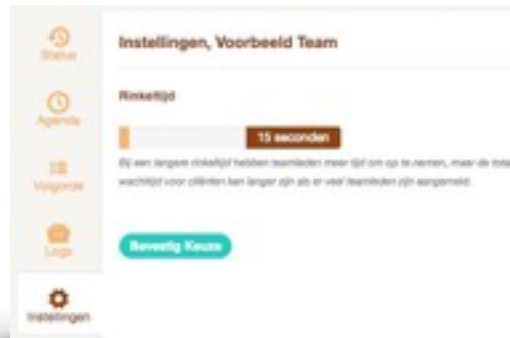 Status
Agenda
Volgorde
Logs
Instellingen
Instellingen, Voorbeeld Team
Rinkeltijd
15 seconden
Bij een langere rinkeltijd hebben teamleden meer tijd om op te nemen, maar de tota
wachttijd voor cliënten kan langer zijn als er veel teamleden zijn aangemeld.
Bevestig Keuze